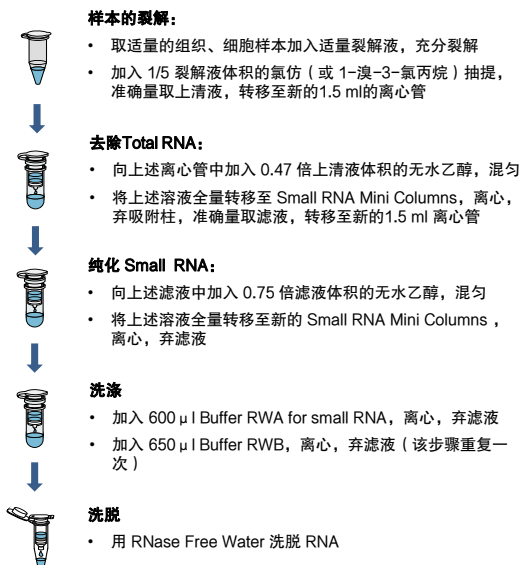 样本的裂解：
• 取适量的组织、细胞样本加入适量裂解液，充分裂解
• 加入 1/5 裂解液体积的氯仿（或 1-溴-3-氯丙烷）抽提，
准确量取上清液，转移至新的1.5 ml的离心管
去除Total RNA：
• 向上述离心管中加入 0.47 倍上清液体积的无水乙醇，混匀
• 将上述溶液全量转移至 Small RNA Mini Columns，离心，
弃吸附柱，准确量取滤液，转移至新的1.5 ml 离心管
纯化 Small RNA：
• 向上述滤液中加入 0.75 倍滤液体积的无水乙醇，混匀
• 将上述溶液全量转移至新的 Small RNA Mini Columns ，
离心，弃滤液
洗涤
• 加入 600 μl Buffer RWA for small RNA，离心，弃滤液
• 加入 650 μl Buffer RWB，离心，弃滤液（该步骤重复一
次）
洗脱
• 用 RNase Free Water 洗脱 RNA